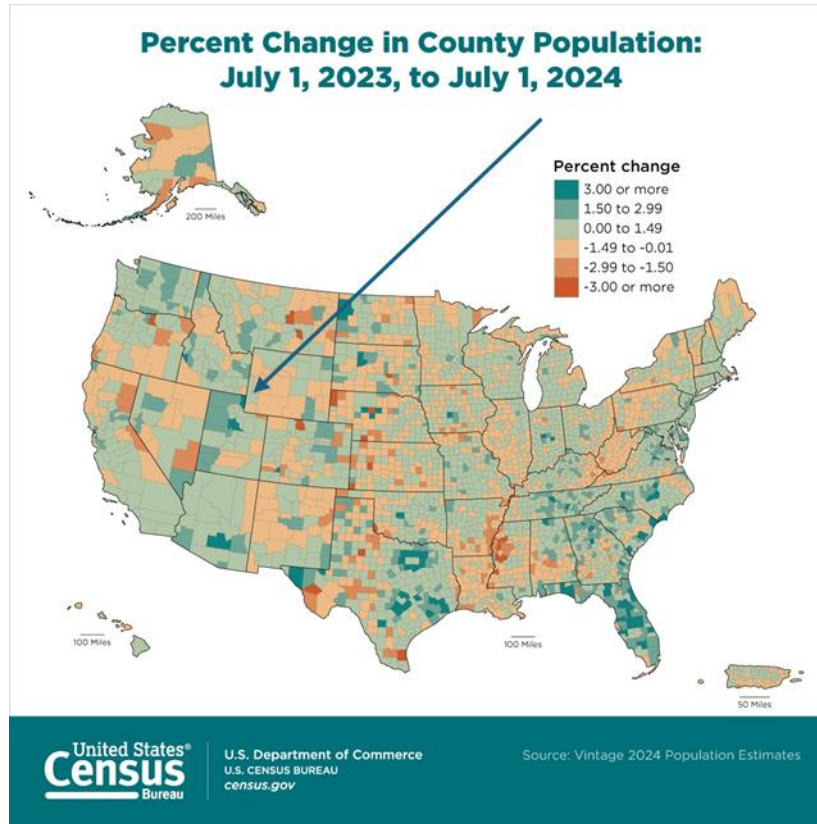 Percent Change in County Population:
July 1, 2023, to July 1, 2024
Percent change
3.00 or more
1.50 to 2.99
0.00 to 1.49
-1.49 to -0.01
-2.99 to -1.50
-3.00 or more
200 Miles
100 Miles
100 Miles
50 Miles
United States®
Census
Bureau
U.S. Department of Commerce
U.S. CENSUS BUREAU
census.gov
Source: Vintage 2024 Population Estimates